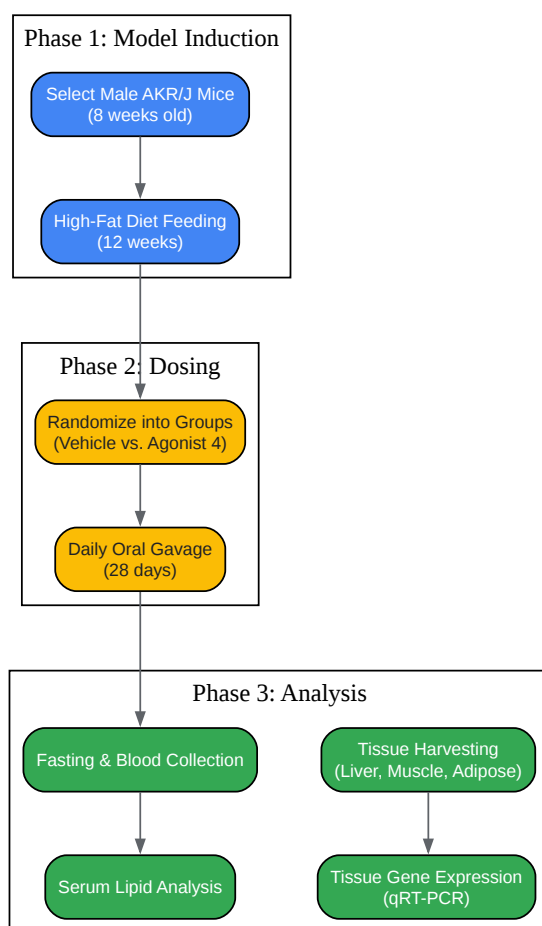 Phase 1: Model Induction
Select Male AKR/J Mice
(8 weeks old)
High-Fat Diet Feeding
(12 weeks)
Phase 2: Dosing
Randomize into Groups
(Vehicle vs. Agonist 4)
Daily Oral Gavage
(28 days)
Phase 3: Analysis
Fasting & Blood Collection
Tissue Harvesting
(Liver, Muscle, Adipose)
Serum Lipid Analysis
Tissue Gene Expression
(qRT-PCR)